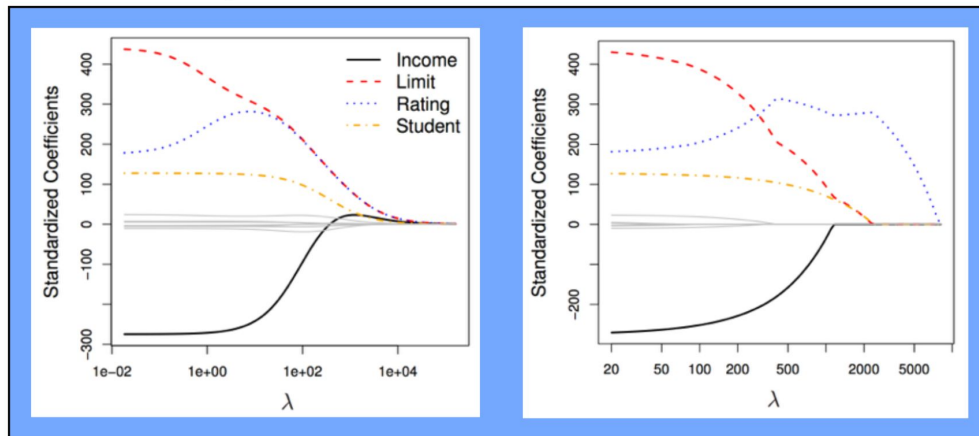 Standardized Coefficients
400
300
200
100
0
-100
-300
Income
Limit
Rating
Student
1e-02
1e+00
1e+02
1e+04
λ
Standardized Coefficients
400
300
200
100
0
-200
20
50
100
200
500
2000
5000
λ